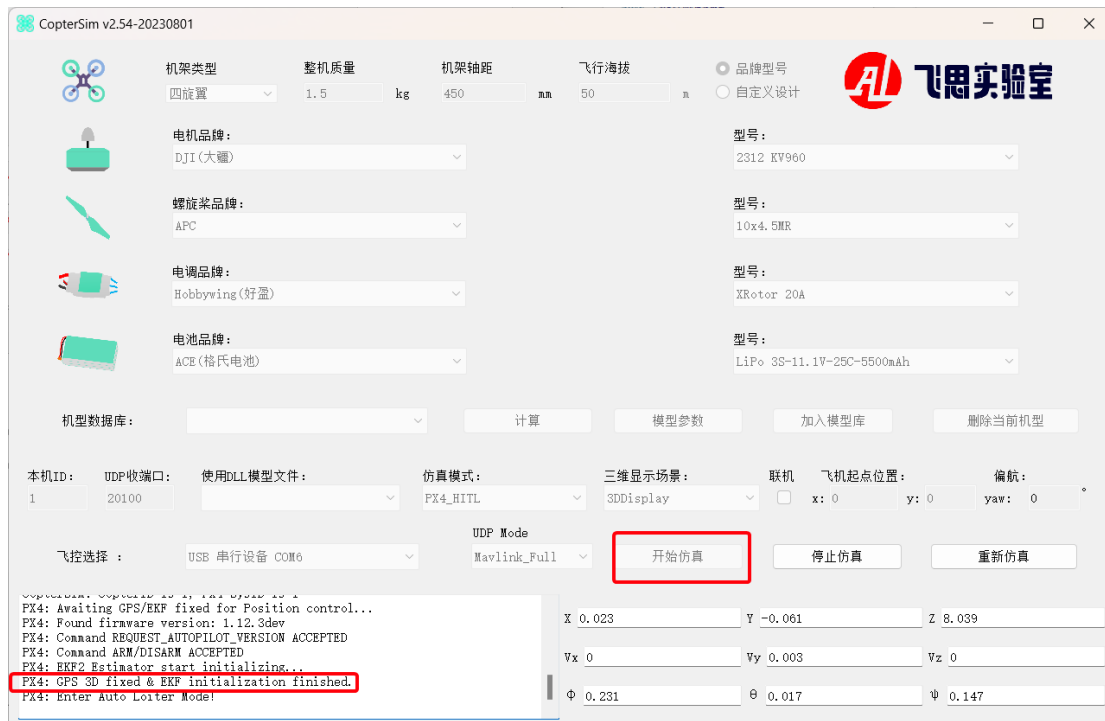 CopterSim v2.54-20230801
机架类型 整机质量 机架轴距 飞行海拔 品牌型号
四旋翼 1.5 kg 450 mm 50 m 自定义设计
飞思实验室
电机品牌： 型号：
DJI(大疆) 2312 KV960
螺旋桨品牌： 型号：
APC 10x4.5MR
电调品牌： 型号：
Hobbywing(好盈) XRotor 20A
电池品牌： 型号：
ACE(格氏电池) LiPo 3S-11.1V-25C-5500mAh
机型数据库： 计算 模型参数 加入模型库 删除当前机型
本机ID： UDP收端口： 使用DLL模型文件： 仿真模式： 三维显示场景： 联机 飞机起点位置： 偏航：
1 20100 PX4_HITL 3DDisplay x: 0 y: 0 yaw: 0 °
UDP Mode
飞控选择 ： USB 串行设备 COM6 Mavlink_Full 开始仿真 停止仿真 重新仿真
PX4: Awaiting GPS/EKF fixed for Position control...
PX4: Found firmware version: 1.12.3dev
PX4: Command REQUEST_AUTOPILOT_VERSION ACCEPTED
PX4: Command ARM/DISARM ACCEPTED
PX4: EKF2 Estimator start initializing...
PX4: GPS 3D fixed & EKF initialization finished.
PX4: Enter Auto Loiter Mode!
X 0.023 Y -0.061 Z 8.039
Vx 0 Vy 0.003 Vz 0
Φ 0.231 θ 0.017 ψ 0.147